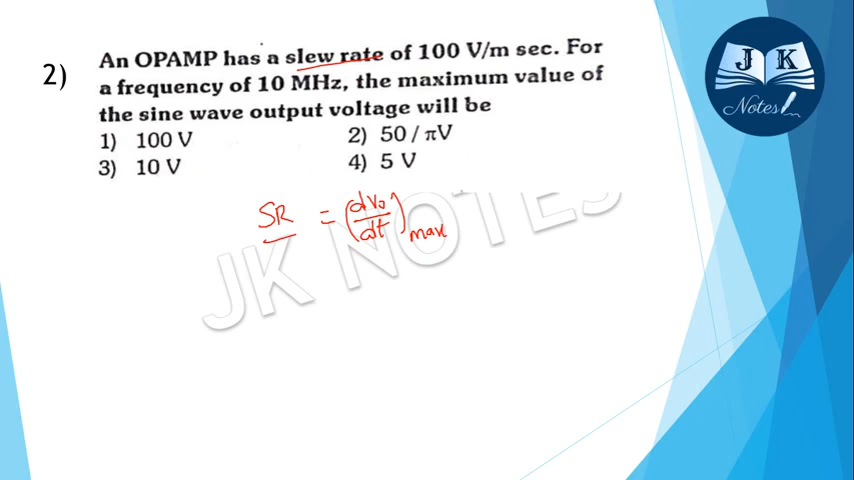 An OPAMP has a slew rate of 100 V/m sec. For
2) a frequency of 10 MHz, the maximum value of
the sine wave output voltage will be
1) 100 V 2) 50 / πV
3) 10 V 4) 5 V
SR = (dVo/dt)max
JK NOTES
J K
Notes